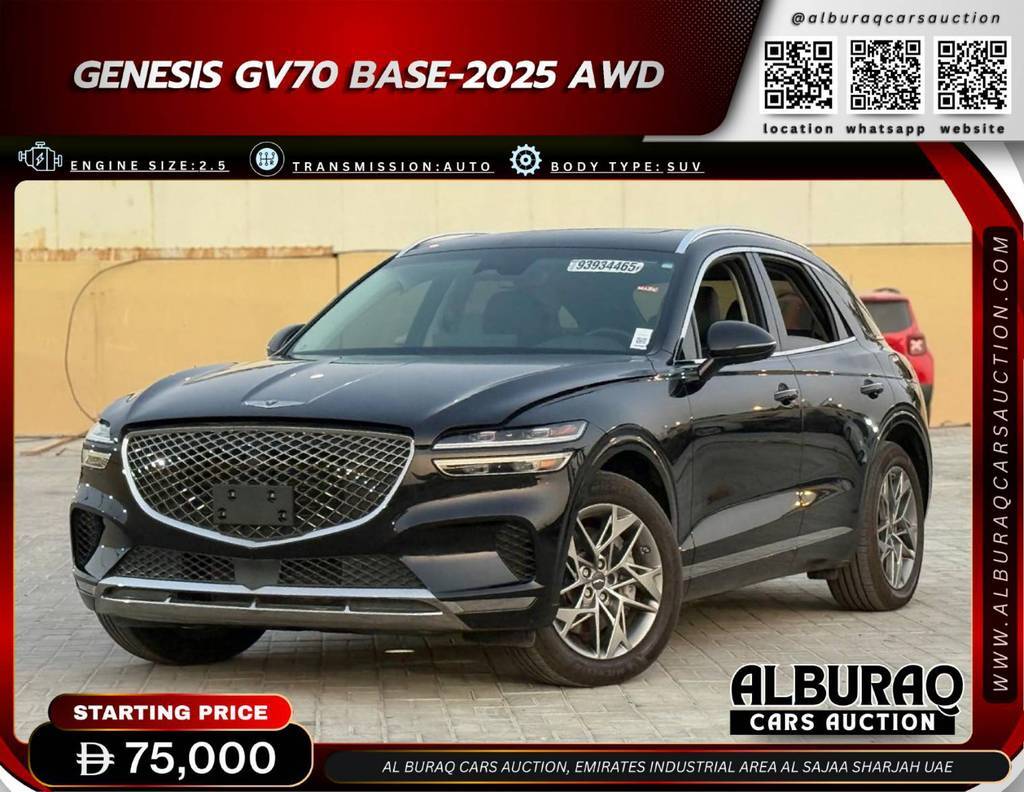 @alburaqcarsauction
GENESIS GV70 BASE-2025 AWD
location whatsapp website
ENGINE SIZE:2.5 TRANSMISSION:AUTO BODY TYPE: SUV
93934465
WWW.ALBURAQCARSAUCTION.COM
ALBURAQ
CARS AUCTION
STARTING PRICE
75,000
AL BURAQ CARS AUCTION, EMIRATES INDUSTRIAL AREA AL SAJAA SHARJAH UAE